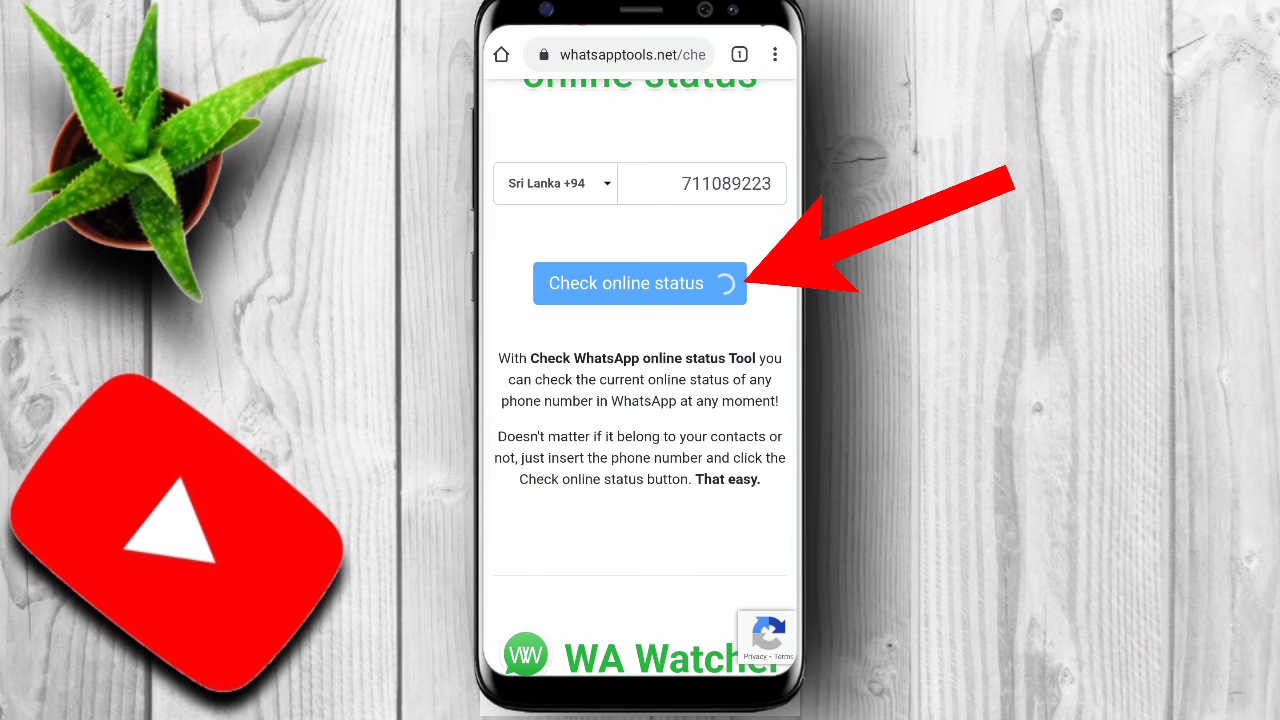 whatsapptools.net/che
1
online status
Sri Lanka +94
711089223
Check online status
With Check WhatsApp online status Tool you
can check the current online status of any
phone number in WhatsApp at any moment!
Doesn't matter if it belong to your contacts or
not, just insert the phone number and click the
Check online status button. That easy.
WA Watcher
Privacy - Terms